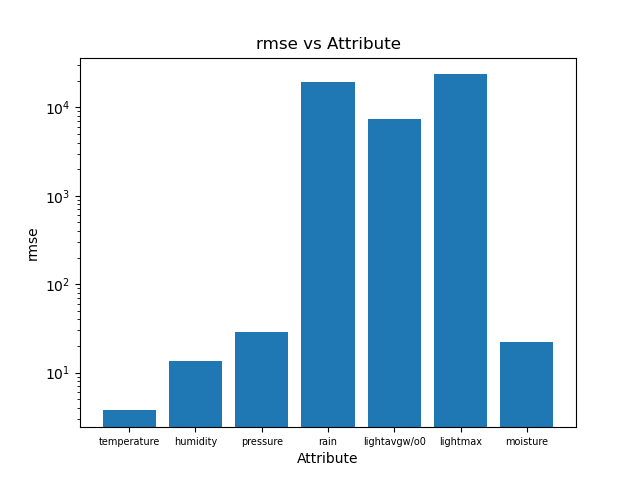 rmse vs Attribute
rmse
10^4
10^3
10^2
10^1
temperature humidity pressure rain lightavgw/o0 lightmax moisture
Attribute